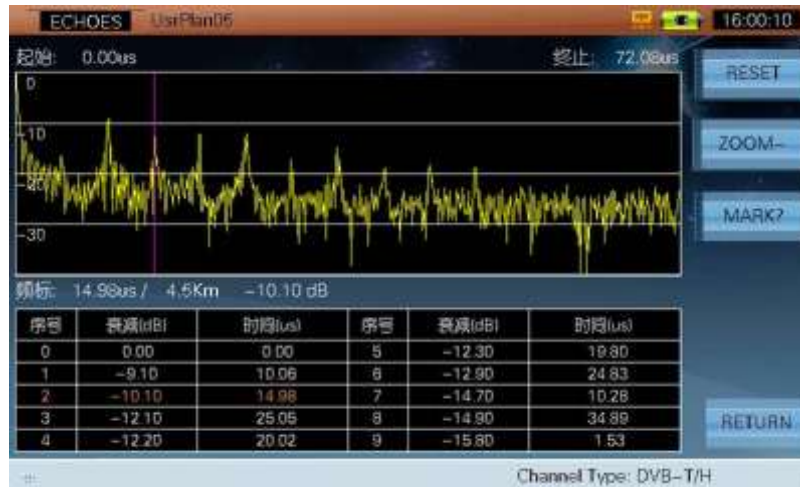 ECHOES UsrPlan05 16:00:10
起始: 0.00us 终止: 72.08us
RESET
0
-10
ZOOM-
-20
MARK?
-30
频标: 14.98us / 4.5Km -10.10 dB
序号 衰减(dB) 时间(us) 序号 衰减(dB) 时间(us)
0 0.00 0.00 5 -12.30 19.80
1 -9.10 10.06 6 -12.90 24.83
2 -10.10 14.98 7 -14.70 10.28
3 -12.10 25.05 8 -14.90 34.89
4 -12.20 20.02 9 -15.80 1.53
RETURN
Channel Type: DVB-T/H